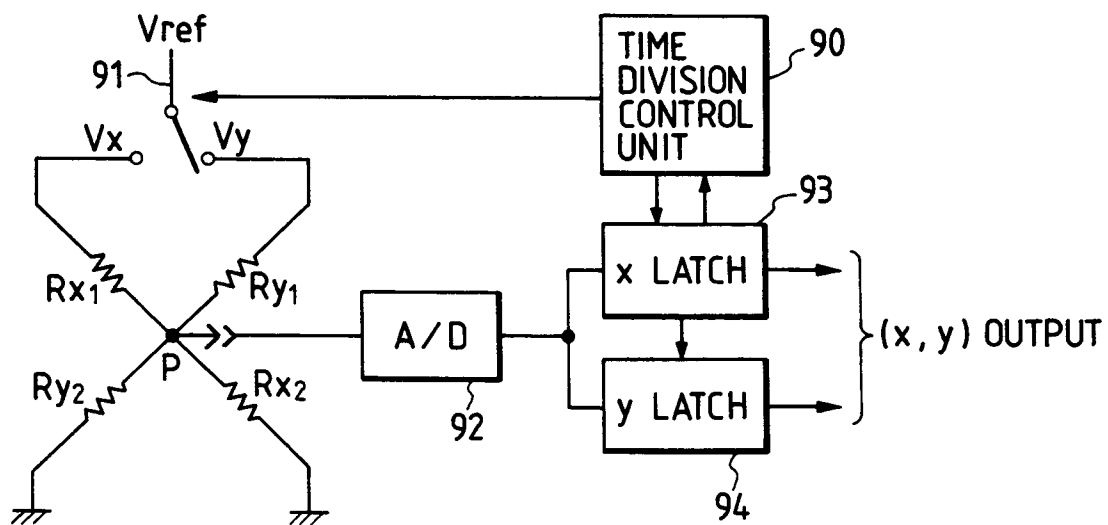 Vref
91
Vx
Vy
TIME
DIVISION
CONTROL
UNIT
90
93
Rx1
Ry1
x LATCH
A/D
(x, y) OUTPUT
P
Ry2
Rx2
92
y LATCH
94